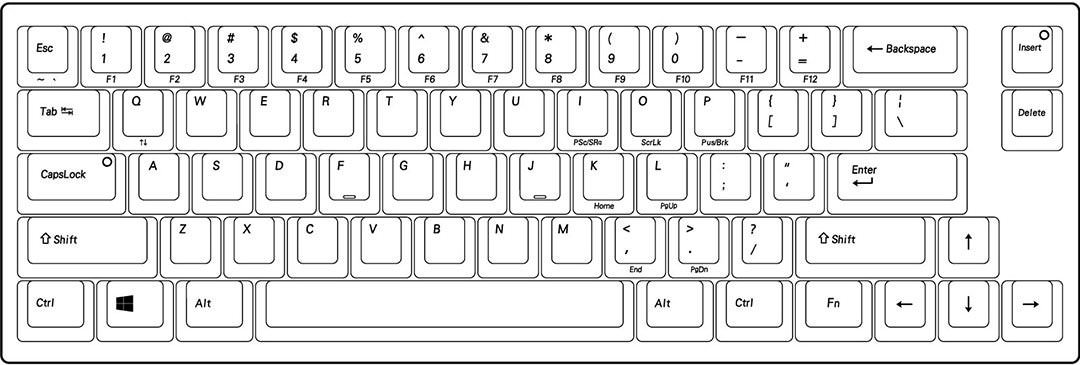 Esc ! 1 @ 2 # 3 $ 4 % 5 ^ 6 & 7 * 8 ( 9 ) 0 — - + = ← Backspace Insert
~ ` F1 F2 F3 F4 F5 F6 F7 F8 F9 F10 F11 F12
Tab Q W E R T Y U I O P { [ } ] ¦ \ Delete
↑↓ ScrLk Pus/Brk
CapsLock A S D F G H J K L : ; " ' Enter
Home PgUp
⇧ Shift Z X C V B N M < , > . ? / ⇧ Shift ↑
End PgDn
Ctrl Alt Alt Ctrl Fn ← ↓ →